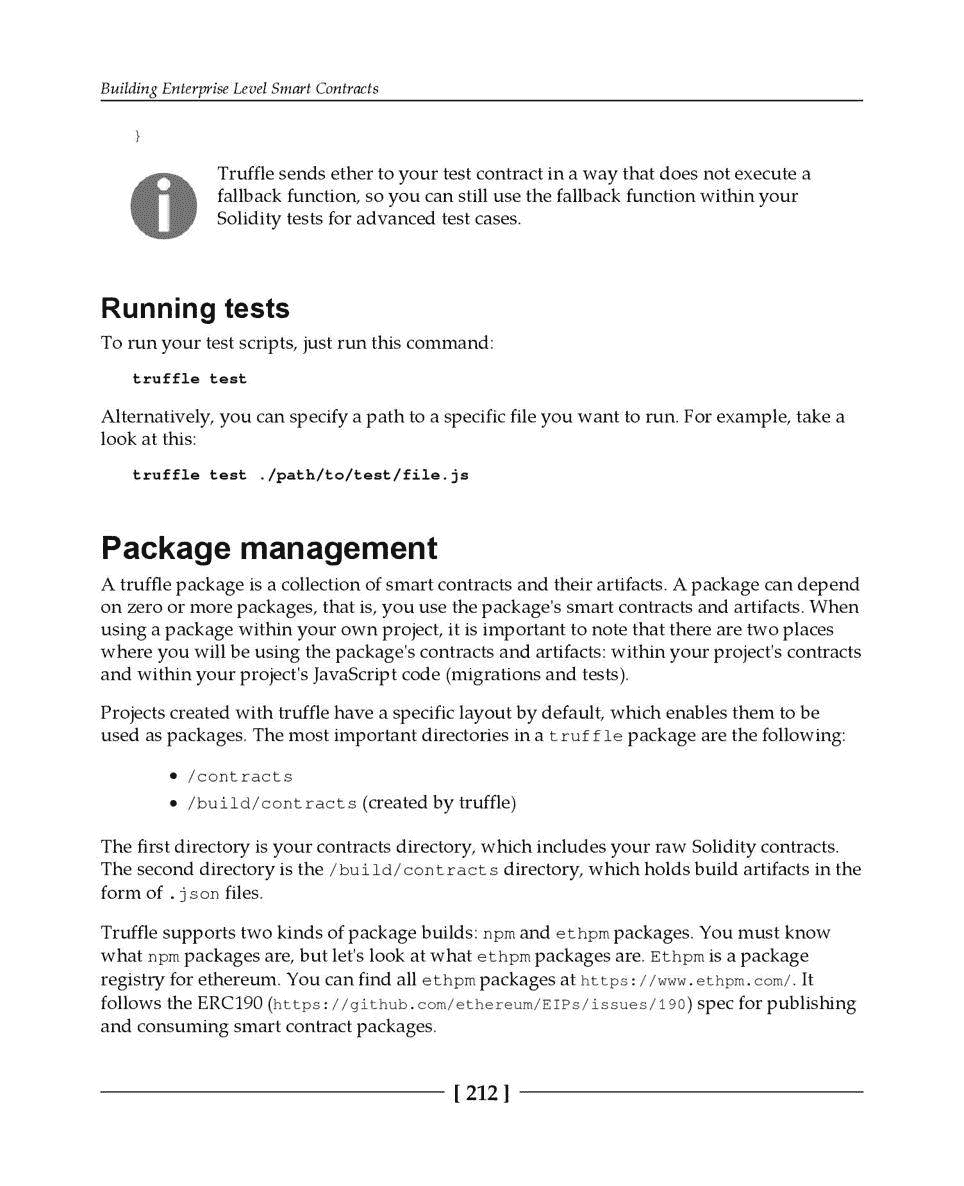 Building Enterprise Level Smart Contracts
}
Truffle sends ether to your test contract in a way that does not execute a
fallback function, so you can still use the fallback function within your
Solidity tests for advanced test cases.
Running tests
To run your test scripts, just run this command:
truffle test
Alternatively, you can specify a path to a specific file you want to run. For example, take a
look at this:
truffle test ./path/to/test/file.js
Package management
A truffle package is a collection of smart contracts and their artifacts. A package can depend
on zero or more packages, that is, you use the package's smart contracts and artifacts. When
using a package within your own project, it is important to note that there are two places
where you will be using the package's contracts and artifacts: within your project's contracts
and within your project's JavaScript code (migrations and tests).
Projects created with truffle have a specific layout by default, which enables them to be
used as packages. The most important directories in a truffle package are the following:
• /contracts
• /build/contracts (created by truffle)
The first directory is your contracts directory, which includes your raw Solidity contracts.
The second directory is the /build/contracts directory, which holds build artifacts in the
form of .json files.
Truffle supports two kinds of package builds: npm and ethpm packages. You must know
what npm packages are, but let's look at what ethpm packages are. Ethpm is a package
registry for ethereum. You can find all ethpm packages at https://www.ethpm.com/. It
follows the ERC190 (https://github.com/ethereum/EIPs/issues/190) spec for publishing
and consuming smart contract packages.
[ 212 ]